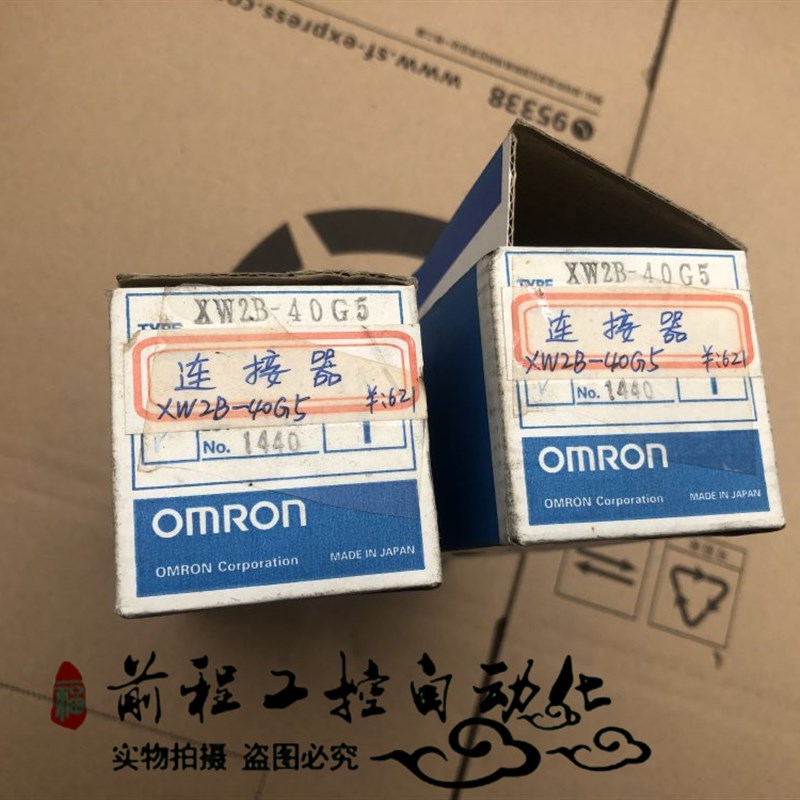 www.sf-express.com
95338
TYPE XW2B-40G5
连接器
XW2B-40G5 ¥:621
No. 1440 1
OMRON
OMRON Corporation MADE IN JAPAN
TYPE XW2B-40G5
连接器
XW2B-40G5 ¥:621
No. 1440 1
OMRON
OMRON Corporation MADE IN JAPAN
前程工控自动化
实物拍摄 盗图必究